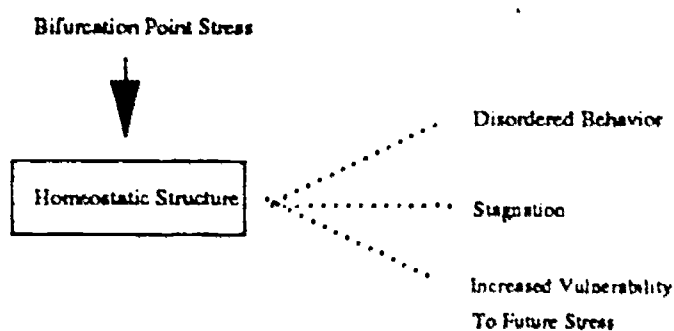 Bifurcation Point Stress
Disordered Behavior
Homeostatic Structure
Stagnation
Increased Vulnerability
To Future Stress